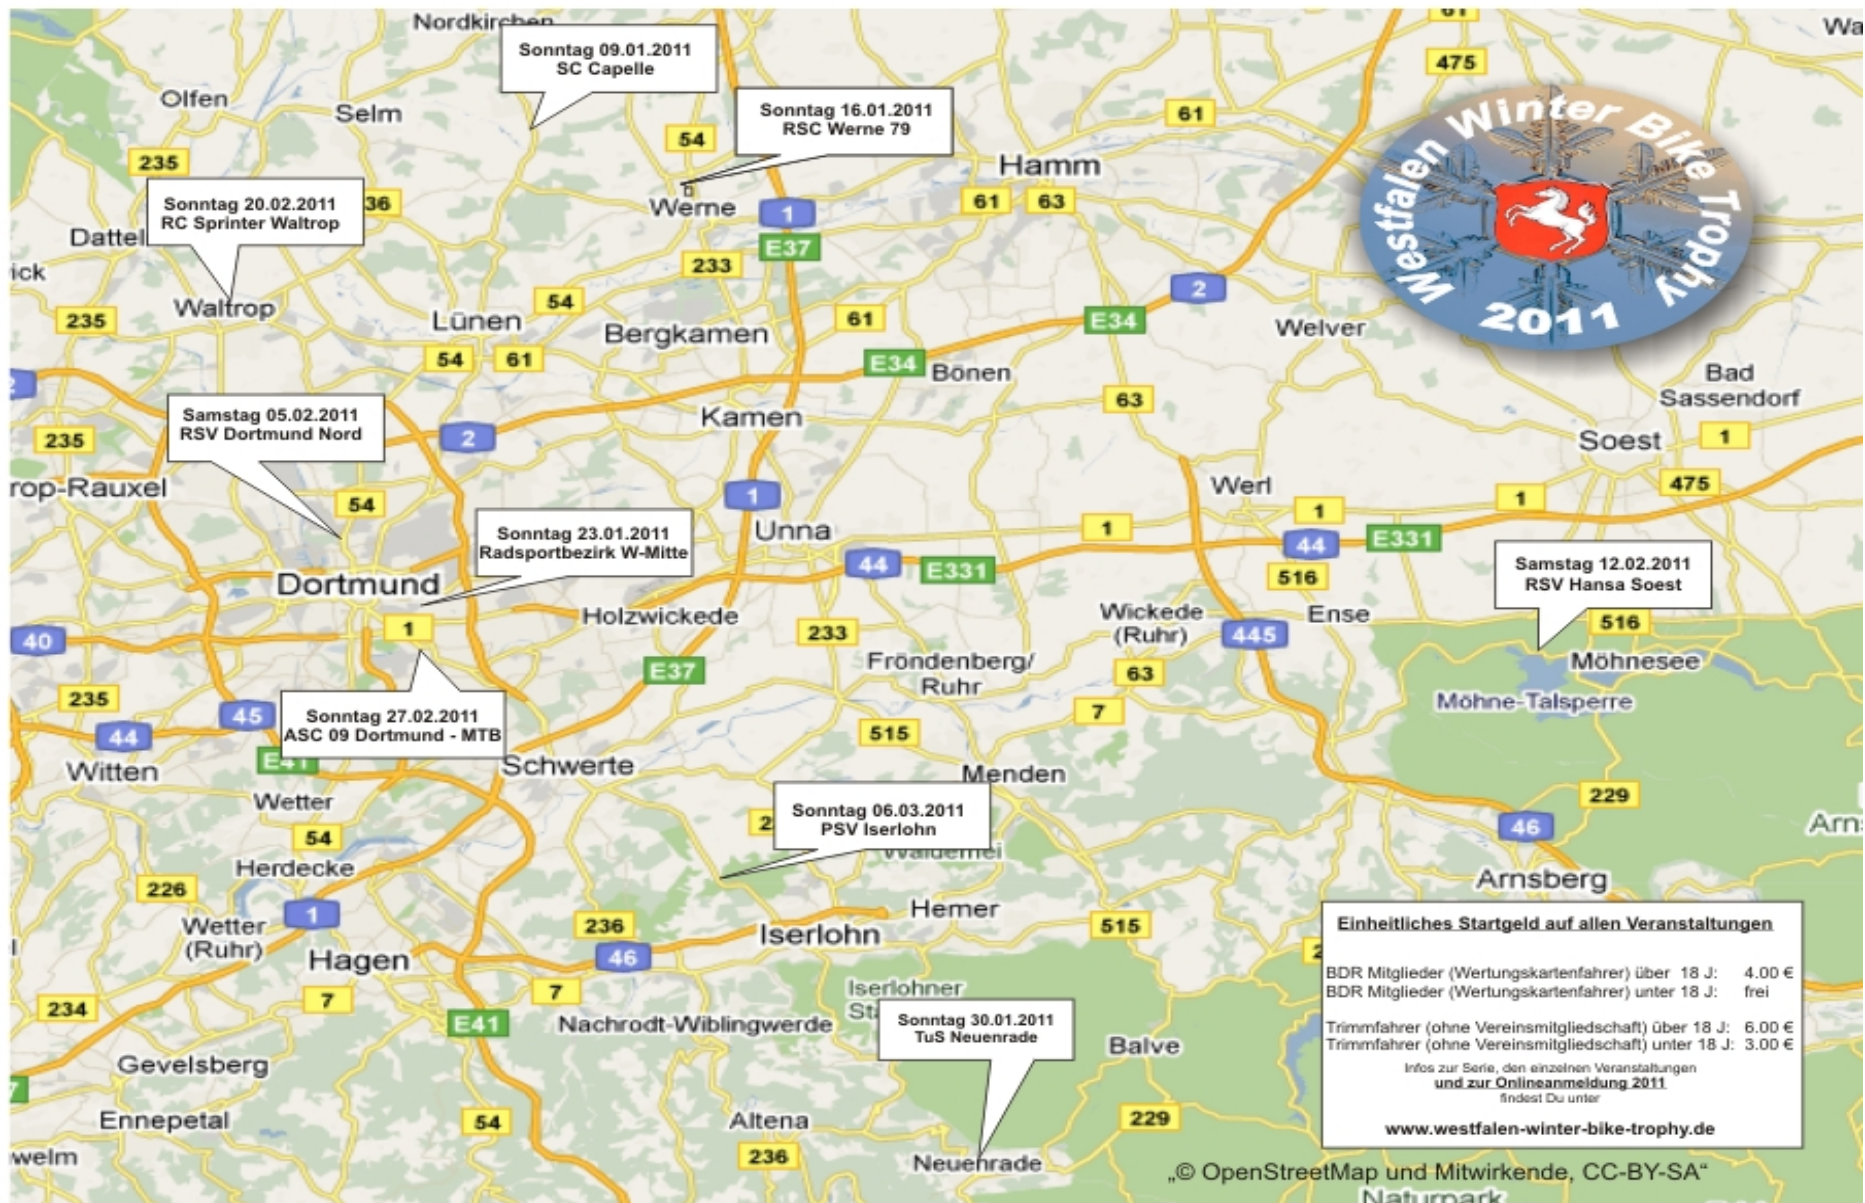 Nordkirchen
Sonntag 09.01.2011
SC Capelle
61
475
Olfen
Selm
Sonntag 16.01.2011
RSC Werne 79
54
61
Westfalen Winter Bike Trophy
2011
235
Hamm
Sonntag 20.02.2011
RC Sprinter Waltrop
36
Werne
1
61
63
Dattel
E37
ick
233
2
Waltrop
54
235
Lünen
Bergkamen
61
E34
Welver
54
61
E34
Bönen
Bad
Sassendorf
2
63
Samstag 05.02.2011
RSV Dortmund Nord
Kamen
235
2
Soest
1
rop-Rauxel
54
1
Werl
475
1
1
1
Sonntag 23.01.2011
Radsportbezirk W-Mitte
Unna
44
E331
44
E331
Samstag 12.02.2011
RSV Hansa Soest
Dortmund
516
Holzwickede
Wickede
(Ruhr)
Ense
516
40
1
233
445
Fröndenberg/
Ruhr
E37
63
Möhnesee
235
Möhne-Talsperre
45
7
44
Sonntag 27.02.2011
ASC 09 Dortmund - MTB
515
E41
Witten
Schwerte
Menden
Wetter
229
Sonntag 06.03.2011
PSV Iserlohn
54
46
Herdecke
Arnsberg
226
Hemer
1
Wetter
(Ruhr)
236
Iserlohn
515
Hagen
46
Einheitliches Startgeld auf allen Veranstaltungen
BDR Mitglieder (Wertungskartenfahrer) über 18 J: 4.00 €
BDR Mitglieder (Wertungskartenfahrer) unter 18 J: frei
Trimmfahrer (ohne Vereinsmitgliedschaft) über 18 J: 6.00 €
Trimmfahrer (ohne Vereinsmitgliedschaft) unter 18 J: 3.00 €
Infos zur Serie, den einzelnen Veranstaltungen
und zur Onlineanmeldung 2011
findest Du unter
www.westfalen-winter-bike-trophy.de
234
7
7
Iserlohner
E41
Nachrodt-Wiblingwerde
Sonntag 30.01.2011
TuS Neuenrade
Balve
Gevelsberg
Ennepetal
54
Altena
229
welm
236
Neuenrade
„© OpenStreetMap und Mitwirkende, CC-BY-SA“
Naturpark